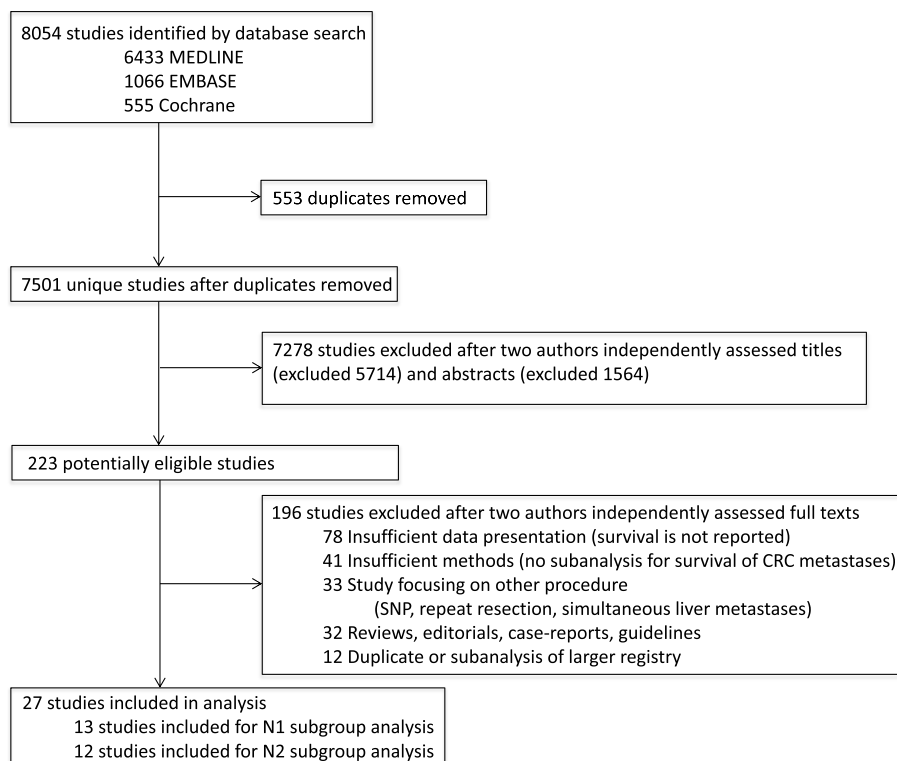 8054 studies identified by database search
6433 MEDLINE
1066 EMBASE
555 Cochrane
553 duplicates removed
7501 unique studies after duplicates removed
7278 studies excluded after two authors independently assessed titles
(excluded 5714) and abstracts (excluded 1564)
223 potentially eligible studies
196 studies excluded after two authors independently assessed full texts
78 Insufficient data presentation (survival is not reported)
41 Insufficient methods (no subanalysis for survival of CRC metastases)
33 Study focusing on other procedure
(SNP, repeat resection, simultaneous liver metastases)
32 Reviews, editorials, case-reports, guidelines
12 Duplicate or subanalysis of larger registry
27 studies included in analysis
13 studies included for N1 subgroup analysis
12 studies included for N2 subgroup analysis